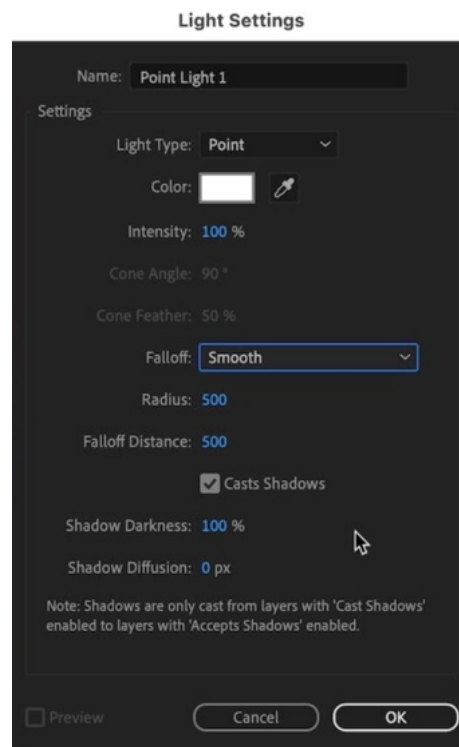 Light Settings
Name: Point Light 1
Settings
Light Type: Point
Color:
Intensity: 100 %
Cone Angle: 90 °
Cone Feather: 50 %
Falloff: Smooth
Radius: 500
Falloff Distance: 500
Casts Shadows
Shadow Darkness: 100 %
Shadow Diffusion: 0 px
Note: Shadows are only cast from layers with 'Cast Shadows'
enabled to layers with 'Accepts Shadows' enabled.
Preview Cancel OK